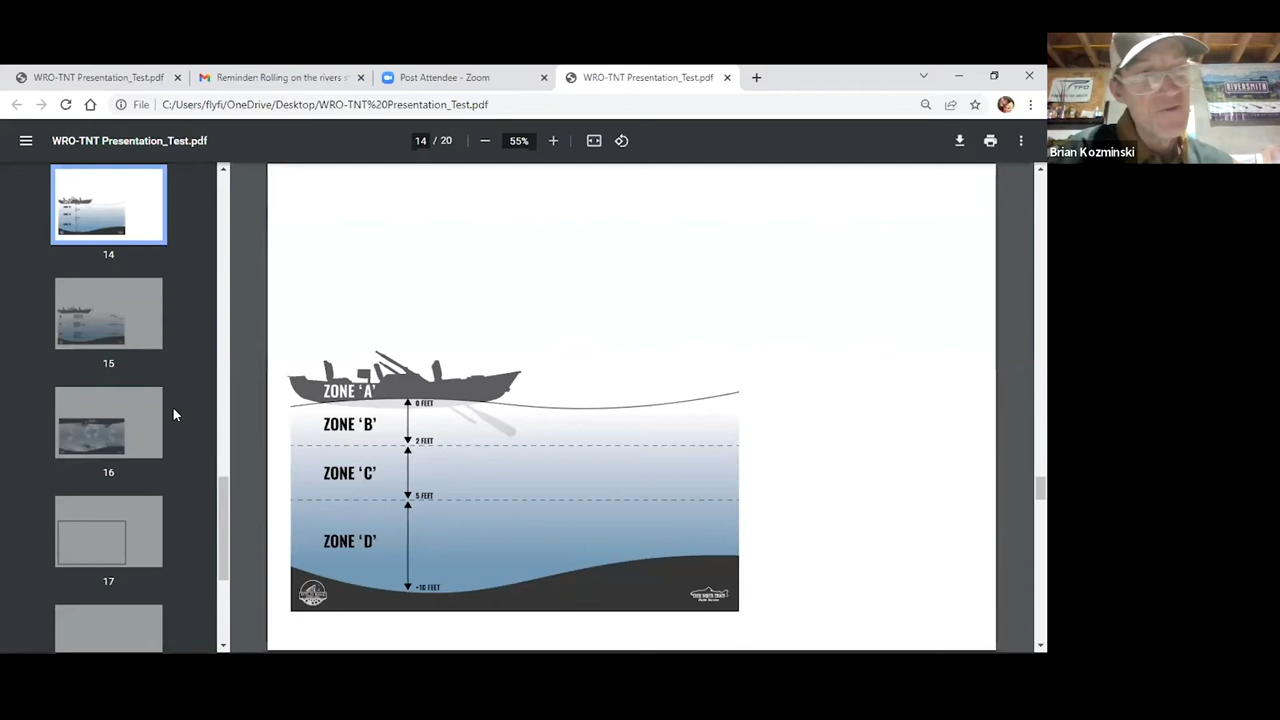 WRO-TNT Presentation_Test.pdf
Reminder: Rolling on the rivers s
Post Attendee - Zoom
WRO-TNT Presentation_Test.pdf
File
C:/Users/flyfi/OneDrive/Desktop/WRO-TNT%20Presentation_Test.pdf
WRO-TNT Presentation_Test.pdf
14 / 20
55%
RIVERSMITH
TFO
Brian Kozminski
14
15
16
17
ZONE 'A'
0 FEET
ZONE 'B'
2 FEET
ZONE 'C'
5 FEET
ZONE 'D'
~10 FEET